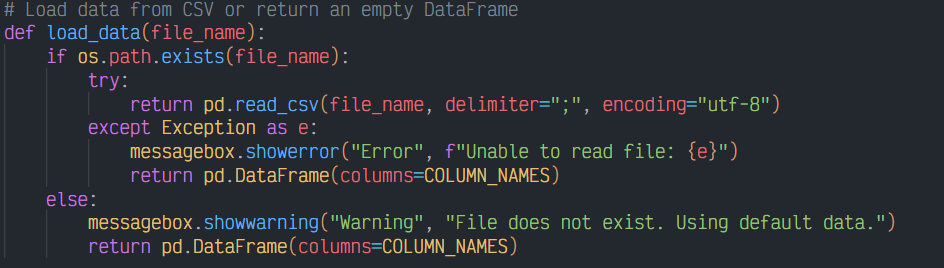 # Load data from CSV or return an empty DataFrame
def load_data(file_name):
    if os.path.exists(file_name):
        try:
            return pd.read_csv(file_name, delimiter=";", encoding="utf-8")
        except Exception as e:
            messagebox.showerror("Error", f"Unable to read file: {e}")
            return pd.DataFrame(columns=COLUMN_NAMES)
    else:
        messagebox.showwarning("Warning", "File does not exist. Using default data.")
        return pd.DataFrame(columns=COLUMN_NAMES)